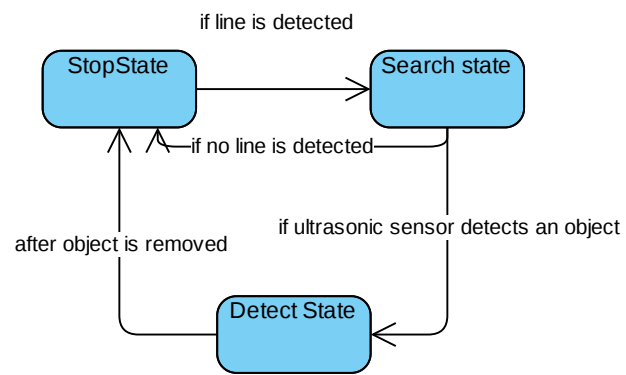 if line is detected
StopState
Search state
if no line is detected
if ultrasonic sensor detects an object
after object is removed
Detect State